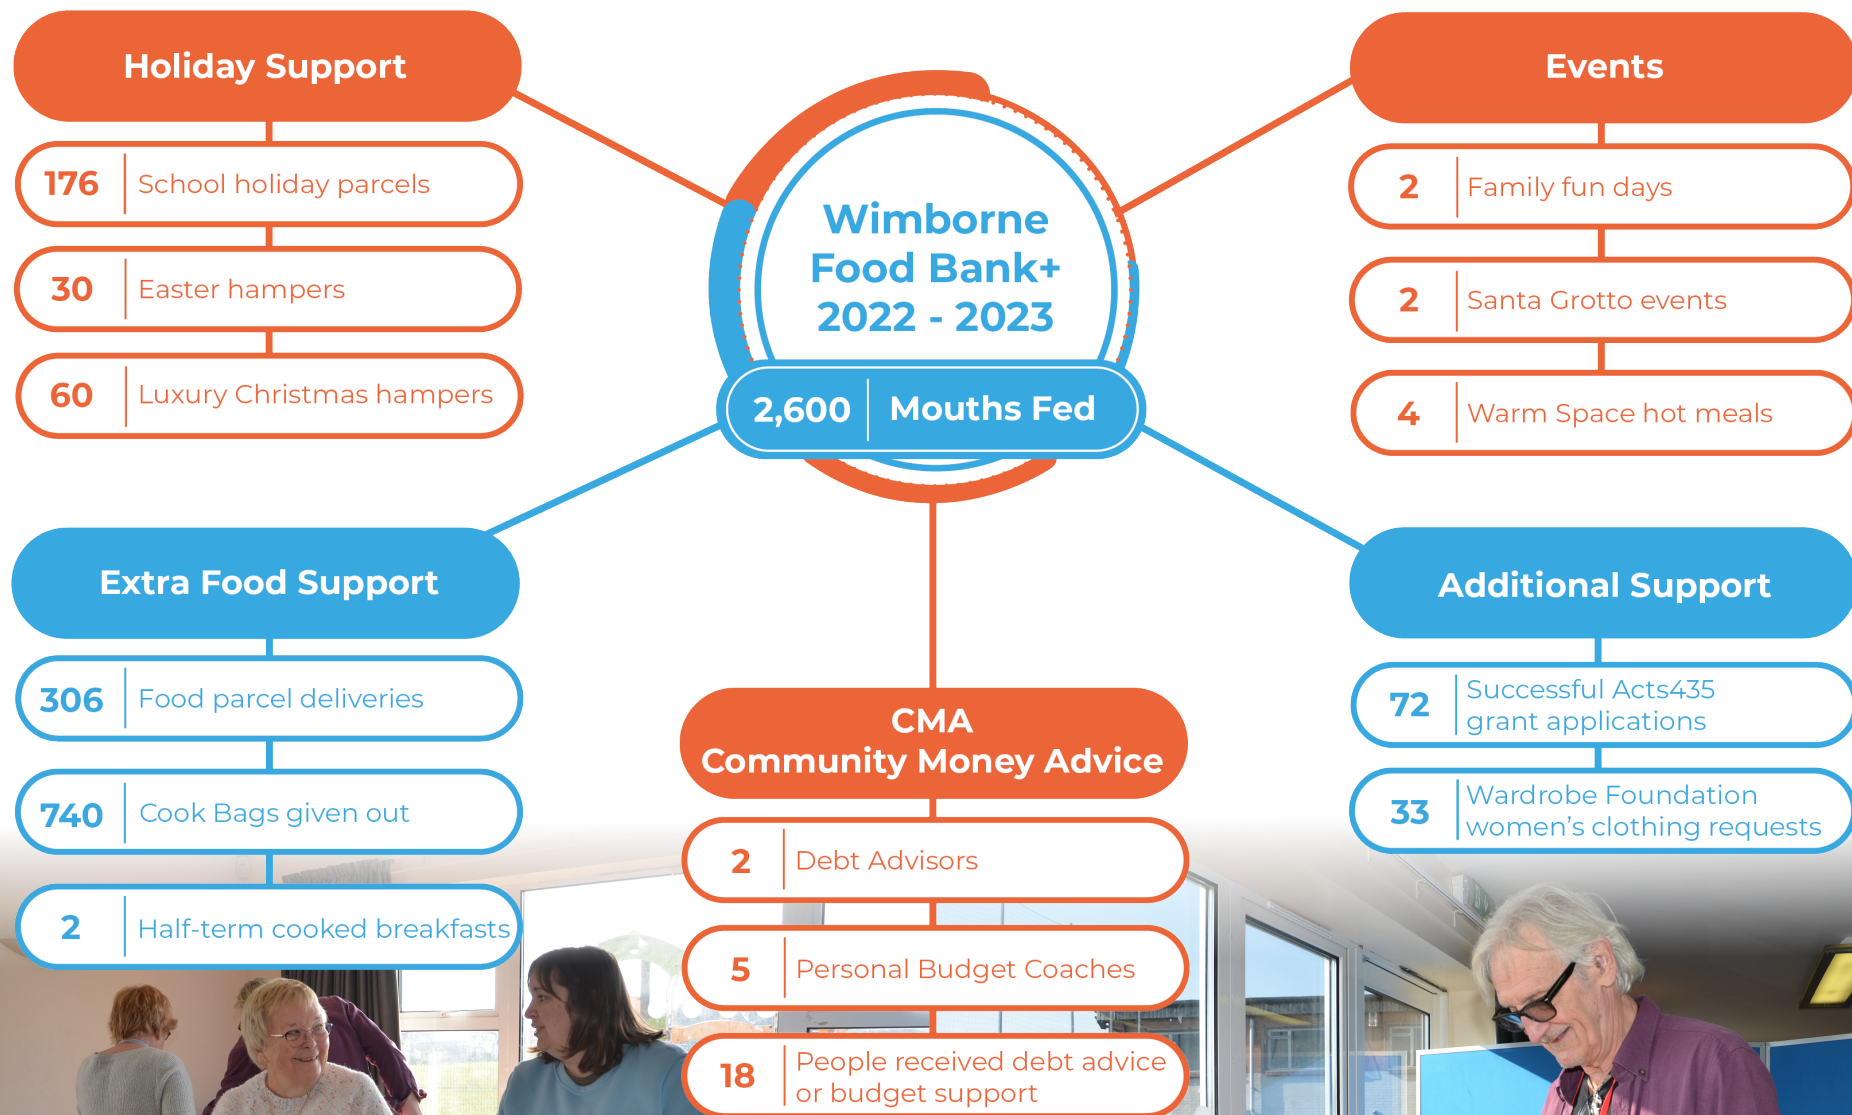 Holiday Support
176 School holiday parcels
30 Easter hampers
60 Luxury Christmas hampers
Wimborne
Food Bank+
2022 - 2023
2,600 Mouths Fed
Events
2 Family fun days
2 Santa Grotto events
4 Warm Space hot meals
Extra Food Support
306 Food parcel deliveries
740 Cook Bags given out
2 Half-term cooked breakfasts
CMA
Community Money Advice
2 Debt Advisors
5 Personal Budget Coaches
18 People received debt advice
or budget support
Additional Support
72 Successful Acts435
grant applications
33 Wardrobe Foundation
women's clothing requests